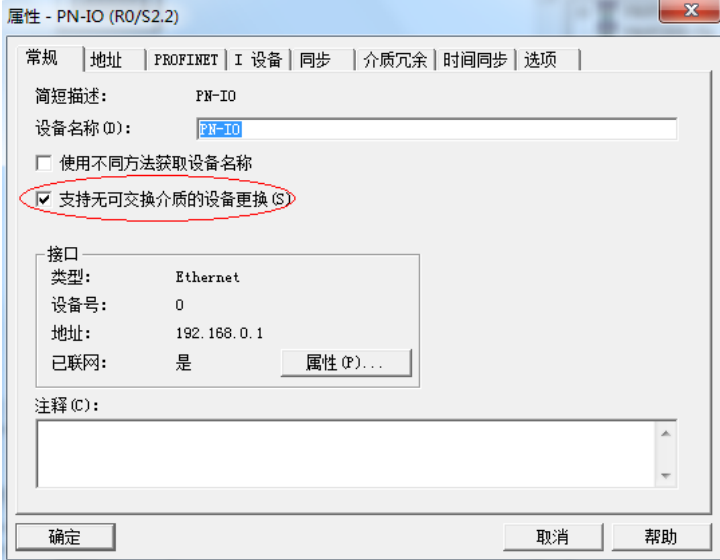 属性 - PN-IO (R0/S2.2)
常规 地址 PROFINET I 设备 同步 介质冗余 时间同步 选项
简短描述: PN-IO
设备名称(D): PN-IO
使用不同方法获取设备名称
支持无可交换介质的设备更换(S)
接口
类型: Ethernet
设备号: 0
地址: 192.168.0.1
已联网: 是 属性(P)...
注释(C):
确定 取消 帮助